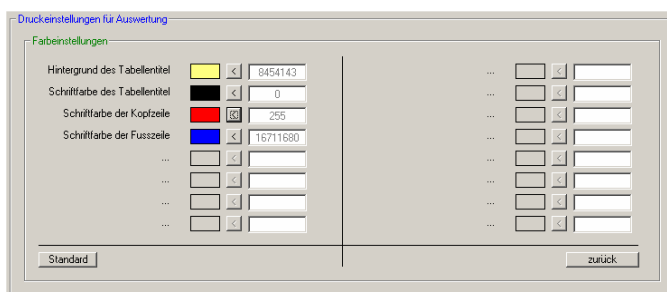 Druckeinstellungen für Auswertung
Farbeinstellungen
Hintergrund des Tabellentitel < 8454143 ... <
Schriftfarbe des Tabellentitel < 0 ... <
Schriftfarbe der Kopfzeile < 255 ... <
Schriftfarbe der Fusszeile < 16711680 ... <
... < ... <
... < ... <
... < ... <
... < ... <
Standard zurück